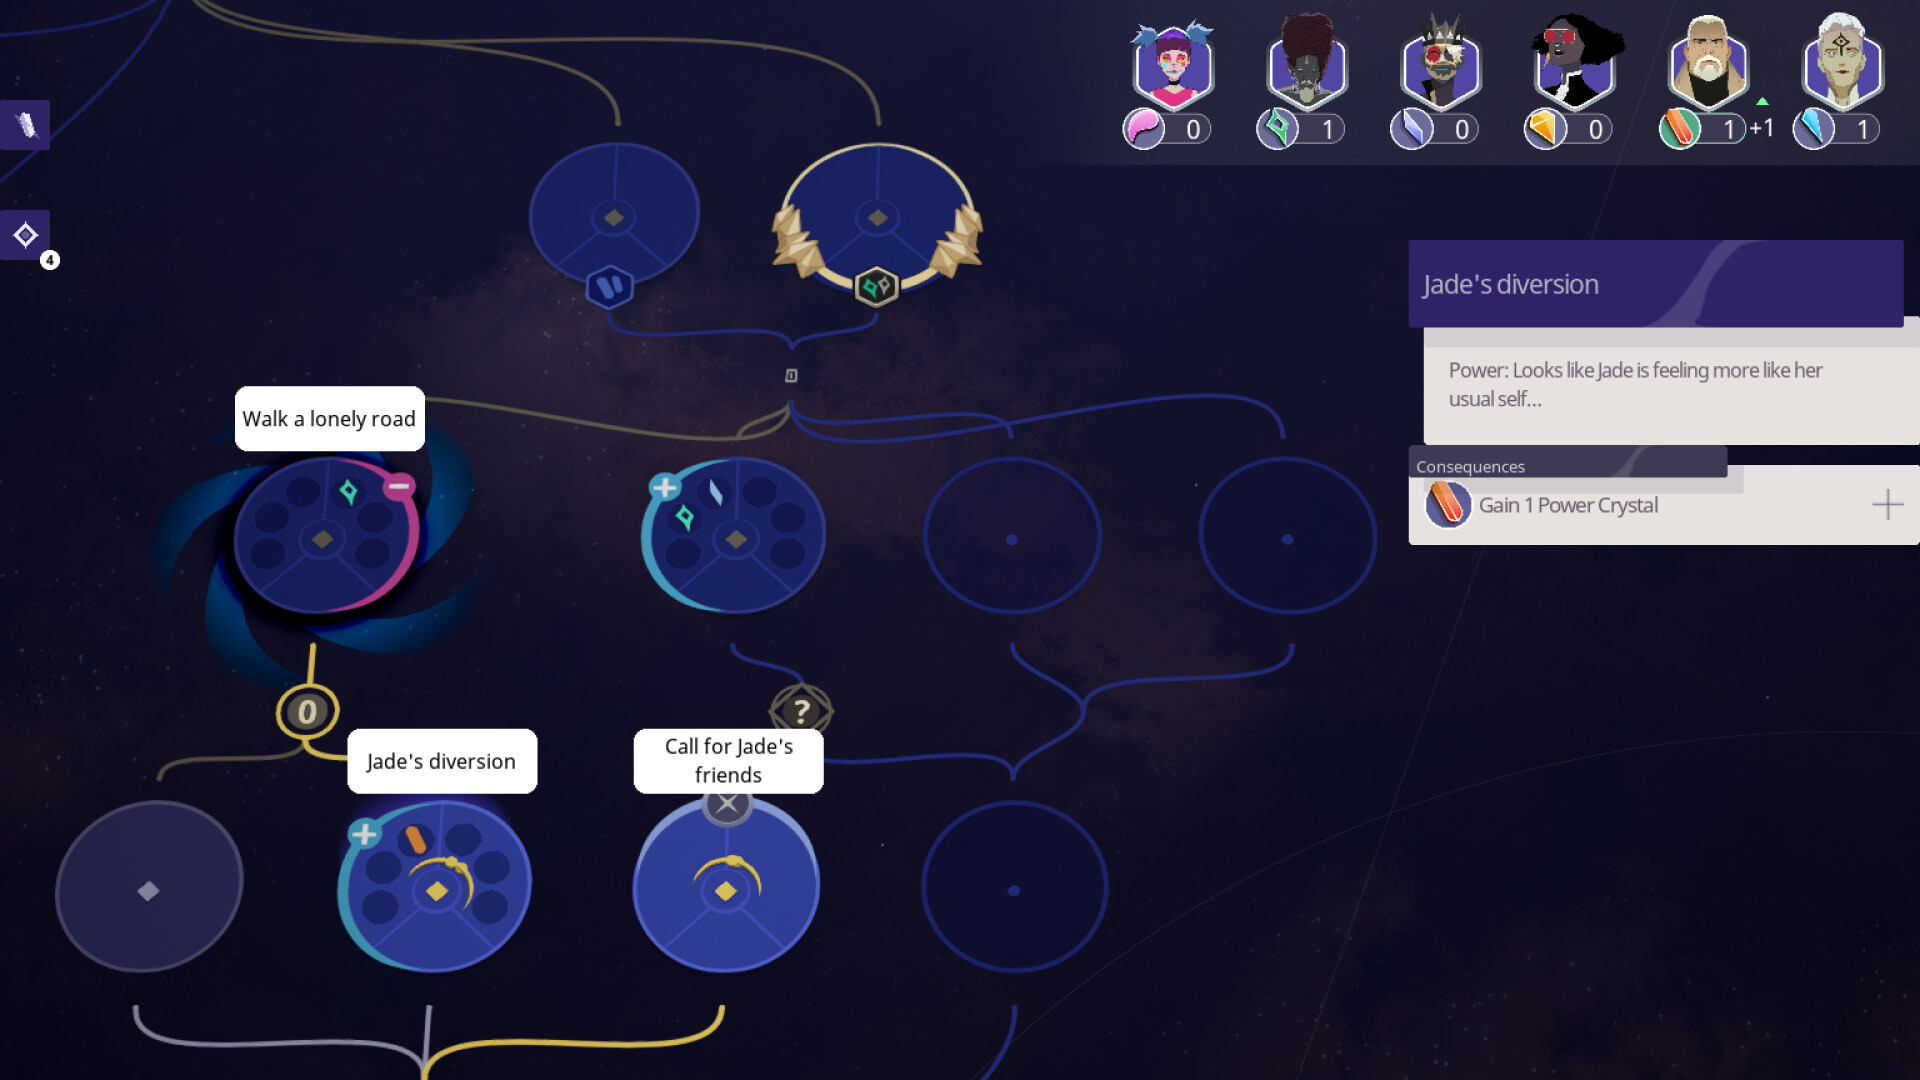 0
1
0
0
1 +1
1
4
Jade's diversion
Power: Looks like Jade is feeling more like her
usual self...
Consequences
Gain 1 Power Crystal
0
Walk a lonely road
0
?
Jade's diversion
Call for Jade's
friends